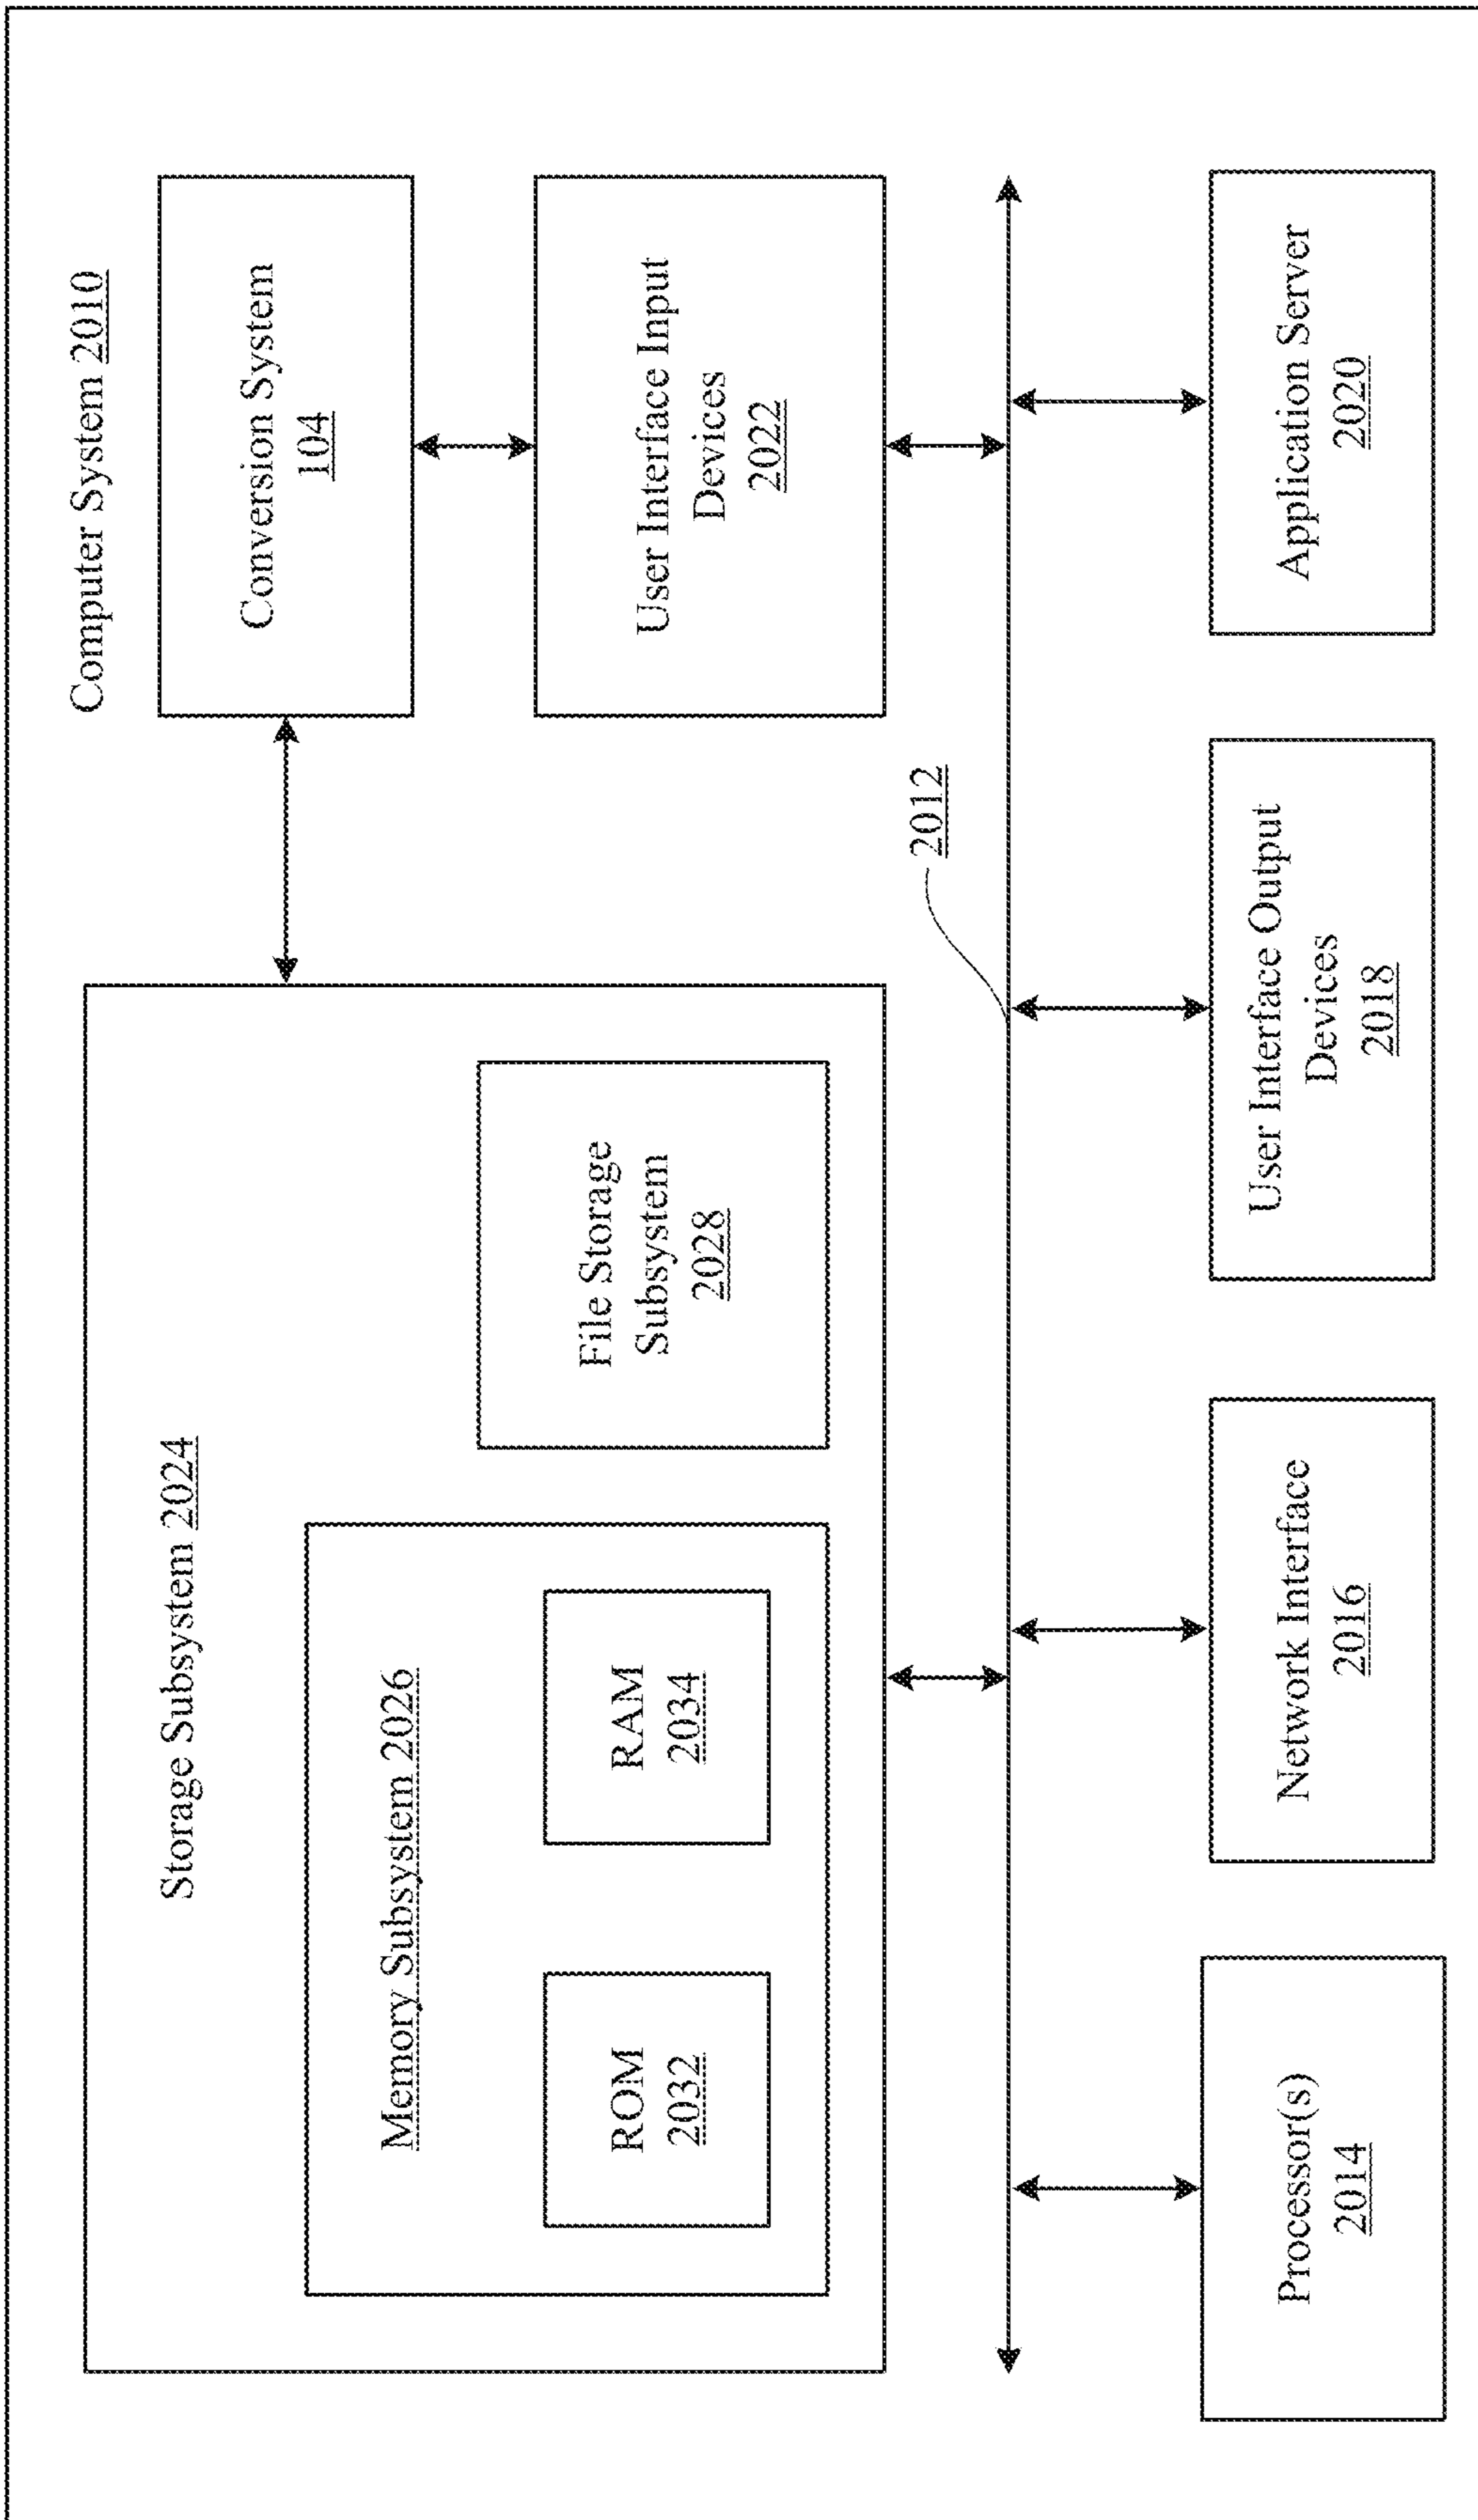 Computer System 2010
Storage Subsystem 2024
Memory Subsystem 2026
ROM
2032
RAM
2034
File Storage
Subsystem
2028
Conversion System
104
User Interface Input
Devices
2022
2012
Processor(s)
2014
Network Interface
2016
User Interface Output
Devices
2018
Application Server
2020